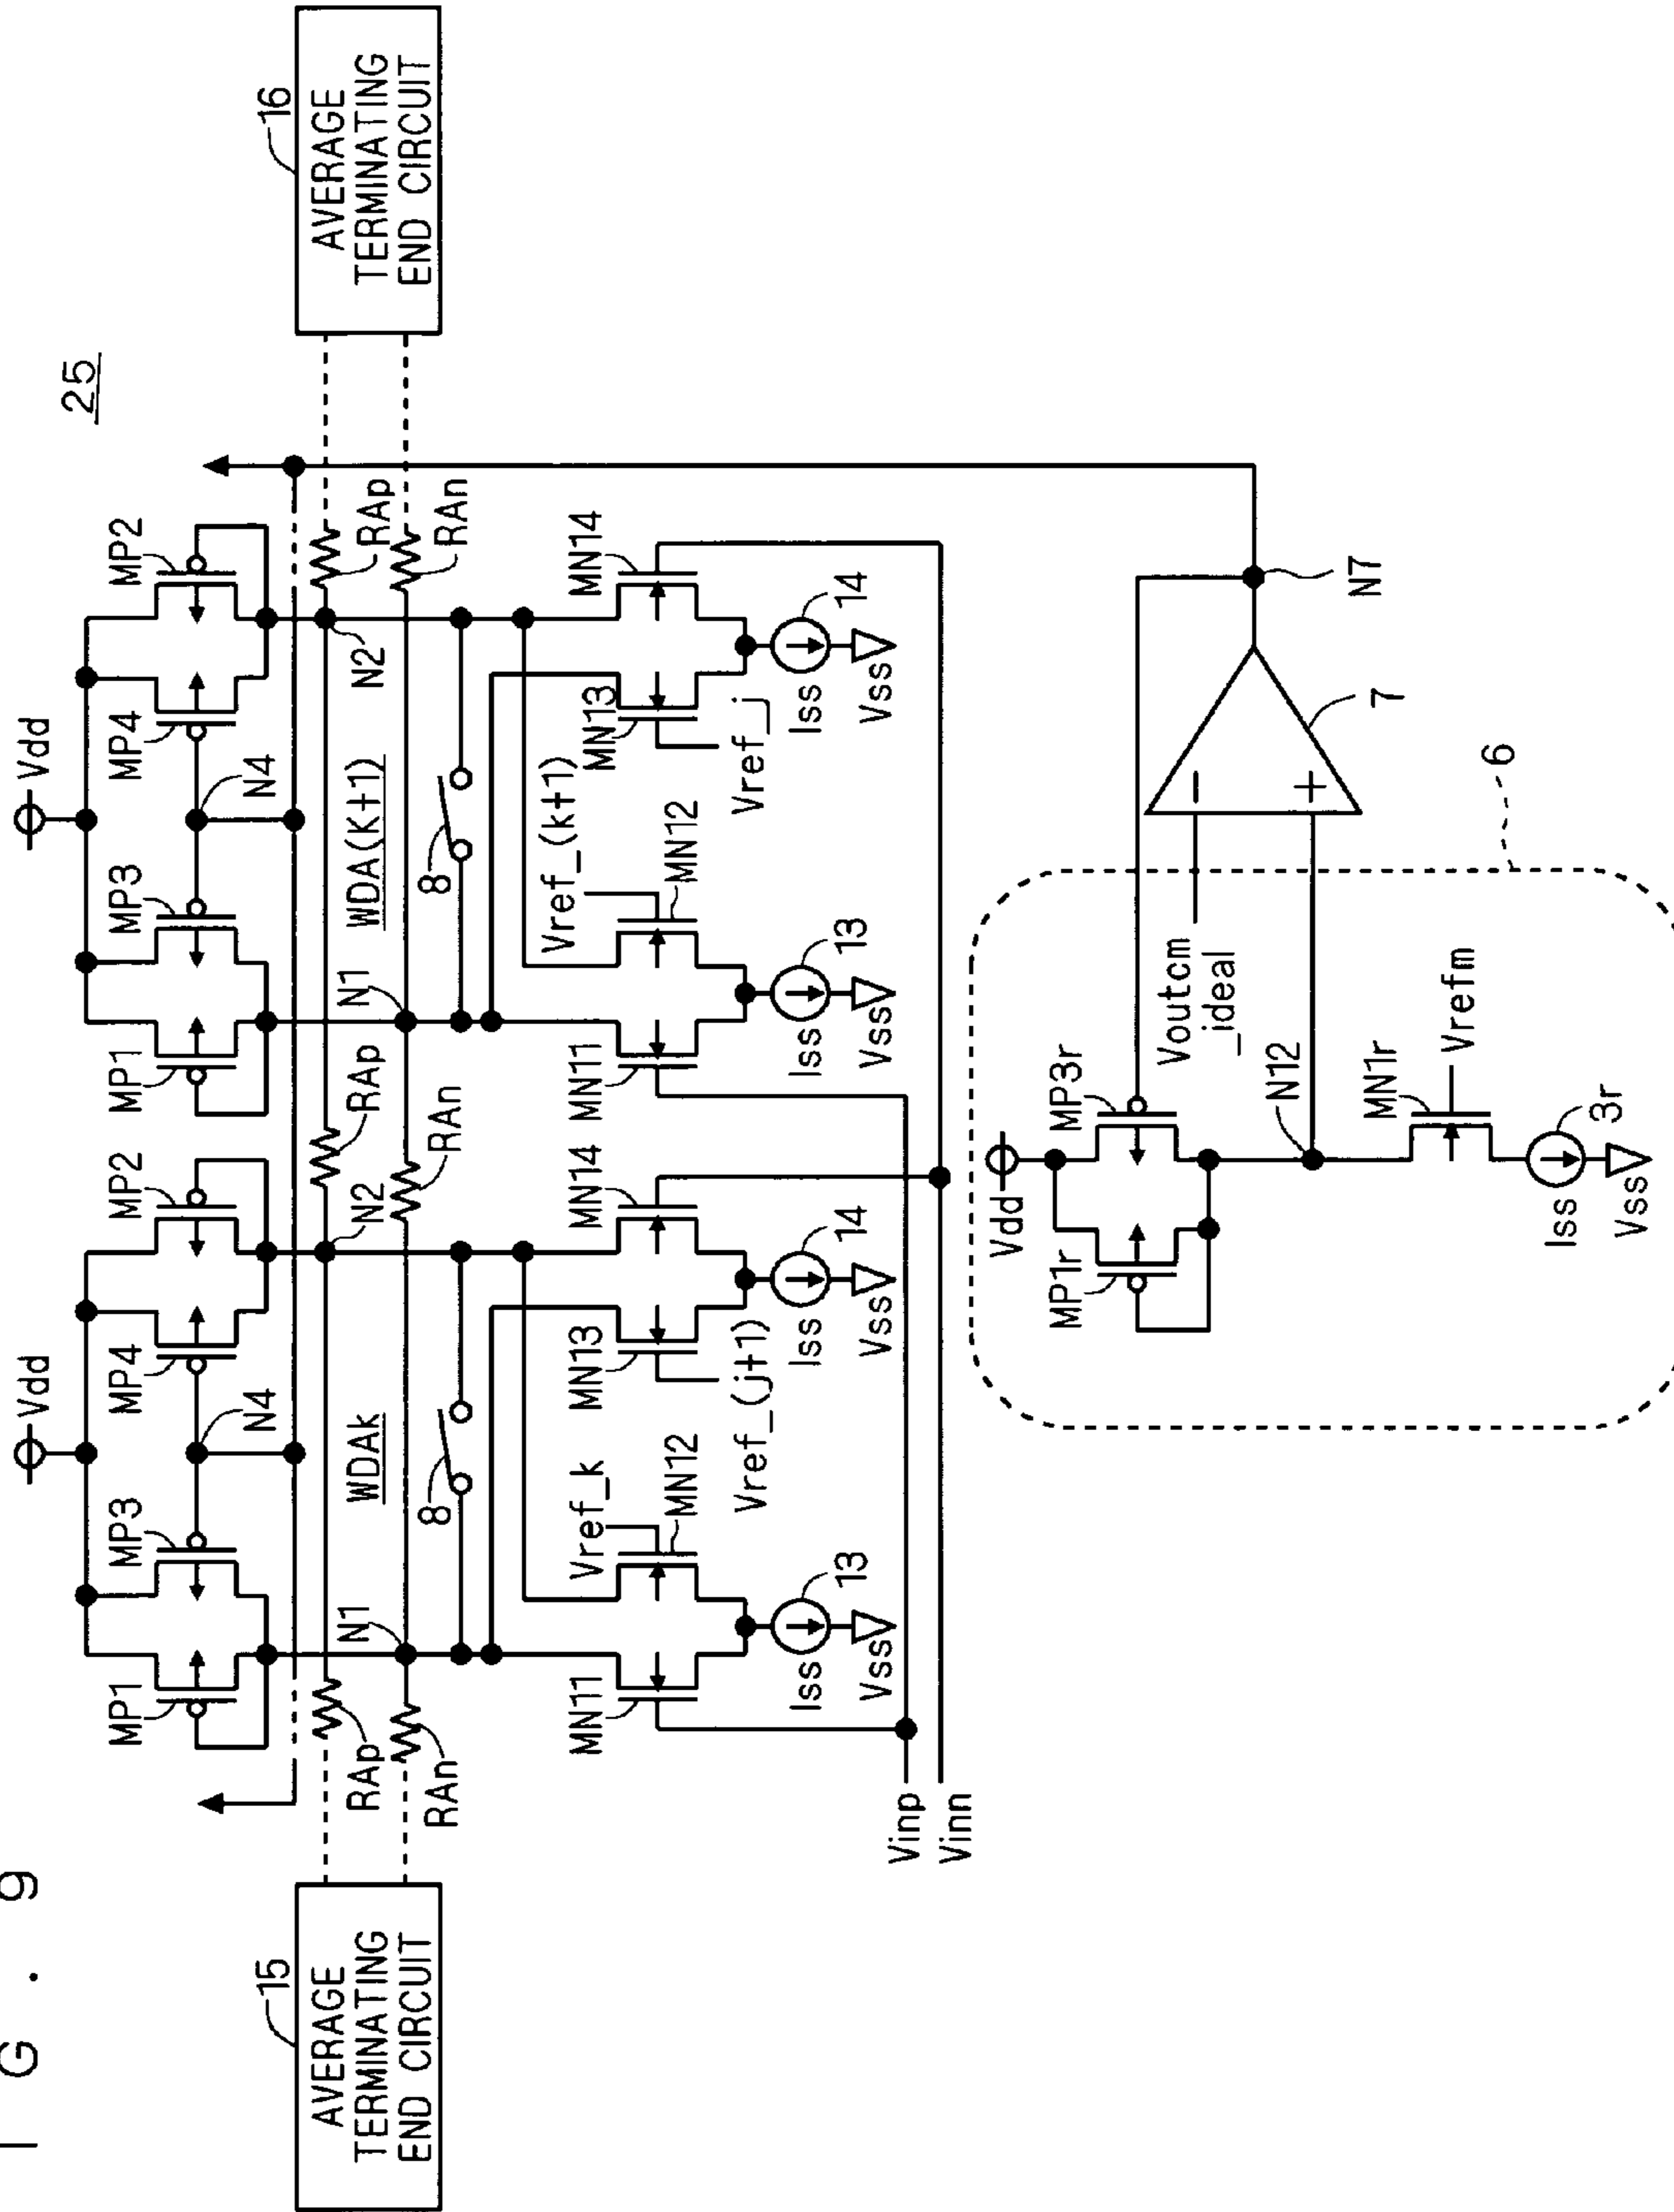 I G . 9
25
15
AVERAGE
TERMINATING
END CIRCUIT
16
AVERAGE
TERMINATING
END CIRCUIT
Vdd
MP1
MP3
MP4
MP2
N4
RAp
RAn
N1
WDAk
N2
8
RAp
RAn
Vref_k
MN11
MN12
MN13
MN14
Vref_(j+1)
Iss
13
Vss
Iss
14
Vss
Vdd
MP1
MP3
MP4
MP2
N4
N1
WDA(K+1)
N2
8
RAp
RAn
Vref_(k+1)
MN11
MN12
MN13
MN14
Vref_j
Iss
13
Vss
Iss
14
Vss
Vinp
Vinn
Vdd
MP1r
MP3r
Voutcm
_ideal
N12
MN1r
Vrefm
Iss
3r
Vss
6
−
+
7
N7